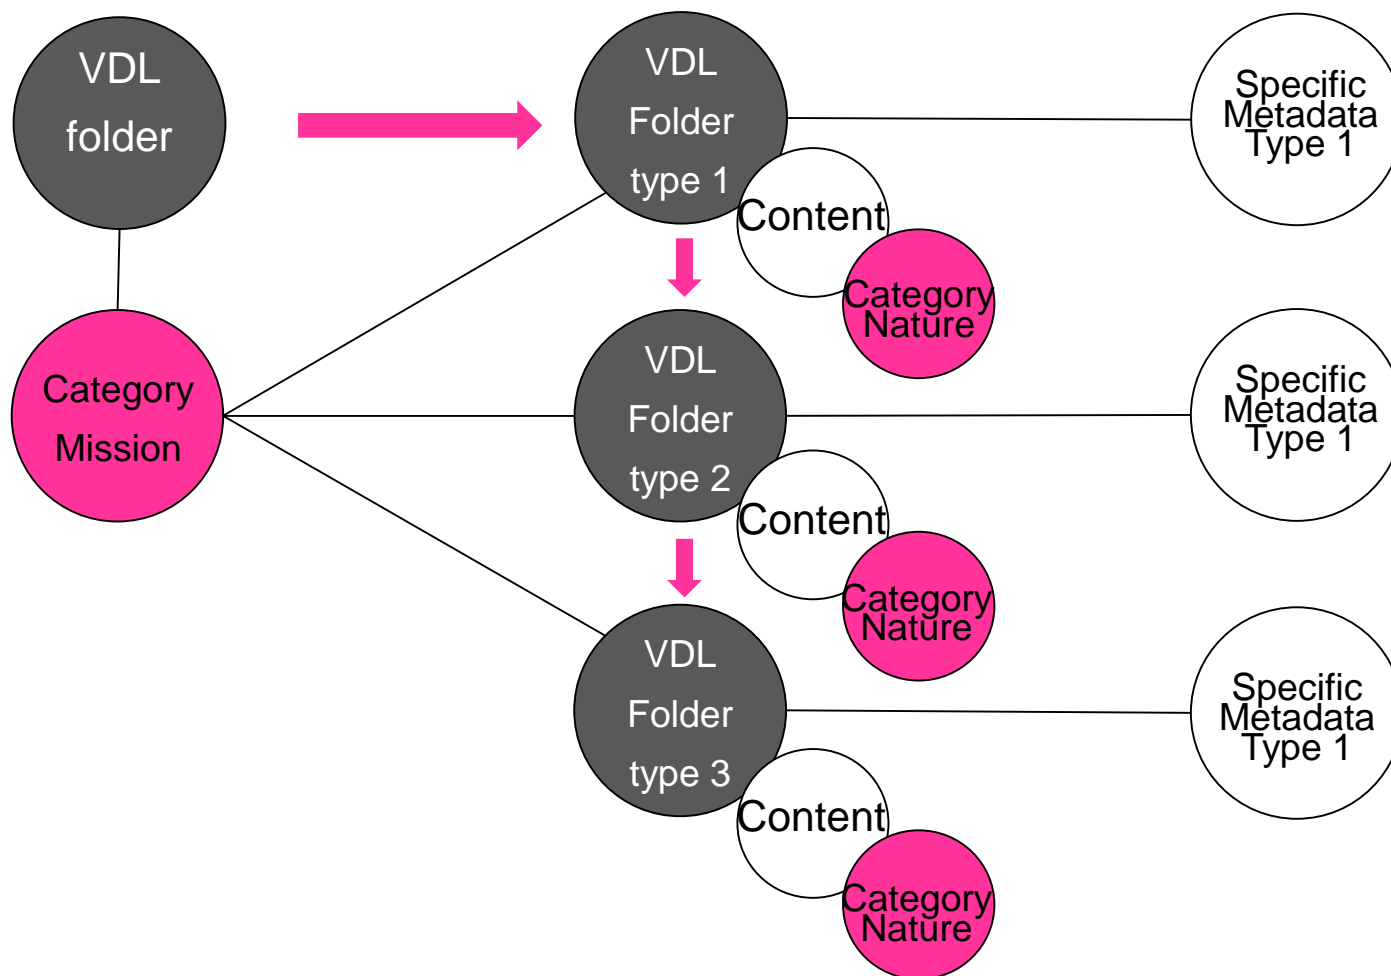 VDL
folder
VDL
Folder
type 1
Specific
Metadata
Type 1
Content
Category
Nature
Category
Mission
VDL
Folder
type 2
Specific
Metadata
Type 1
Content
Category
Nature
VDL
Folder
type 3
Specific
Metadata
Type 1
Content
Category
Nature